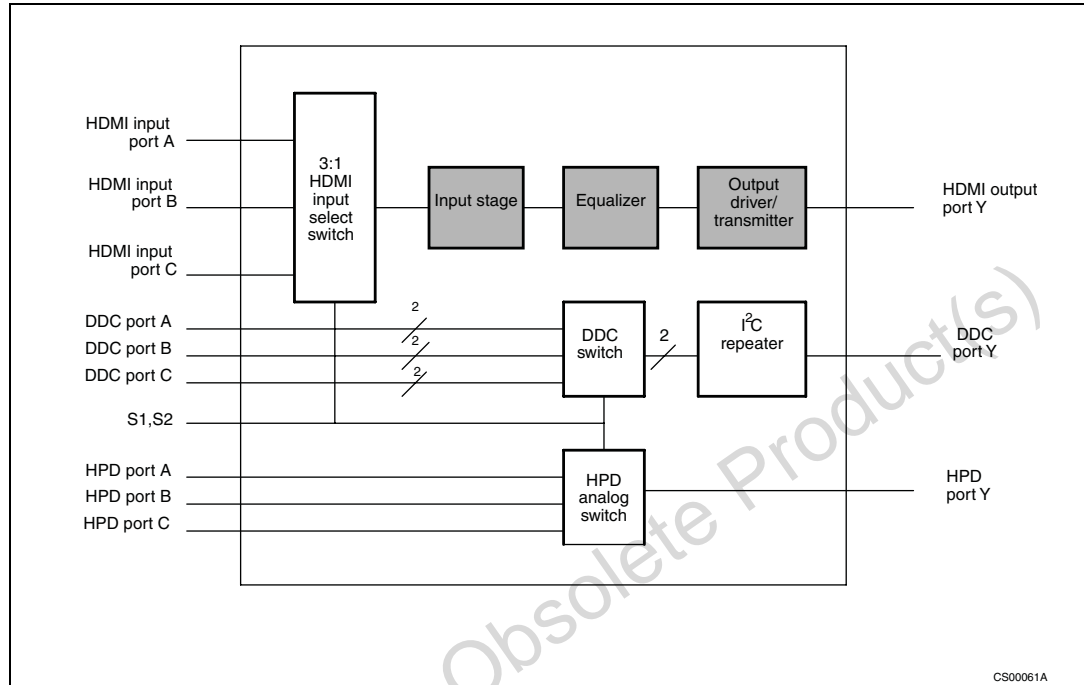 HDMI input
port A
HDMI input
port B
HDMI input
port C
3:1
HDMI
input
select
switch
Input stage
Equalizer
Output
driver/
transmitter
HDMI output
port Y
DDC port A
DDC port B
DDC port C
2
2
2
DDC
switch
2
I2C
repeater
DDC
port Y
S1,S2
HPD port A
HPD port B
HPD port C
HPD
analog
switch
HPD
port Y
Obsolete Product(s)
CS00061A